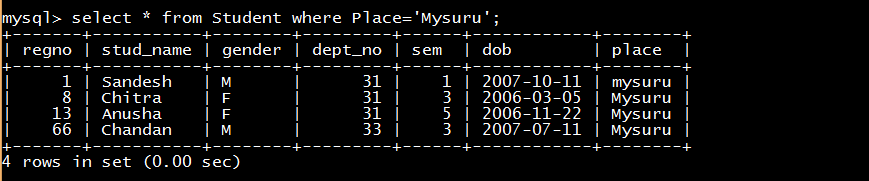 mysql> select * from Student where Place='Mysuru';
+-------+-----------+--------+---------+------+------------+--------+
| regno | stud_name | gender | dept_no | sem  | dob        | place  |
+-------+-----------+--------+---------+------+------------+--------+
|     1 | Sandesh   | M      |      31 |    1 | 2007-10-11 | mysuru |
|     8 | Chitra    | F      |      31 |    3 | 2006-03-05 | Mysuru |
|    13 | Anusha    | F      |      31 |    5 | 2006-11-22 | Mysuru |
|    66 | Chandan   | M      |      33 |    3 | 2007-07-11 | Mysuru |
+-------+-----------+--------+---------+------+------------+--------+
4 rows in set (0.00 sec)